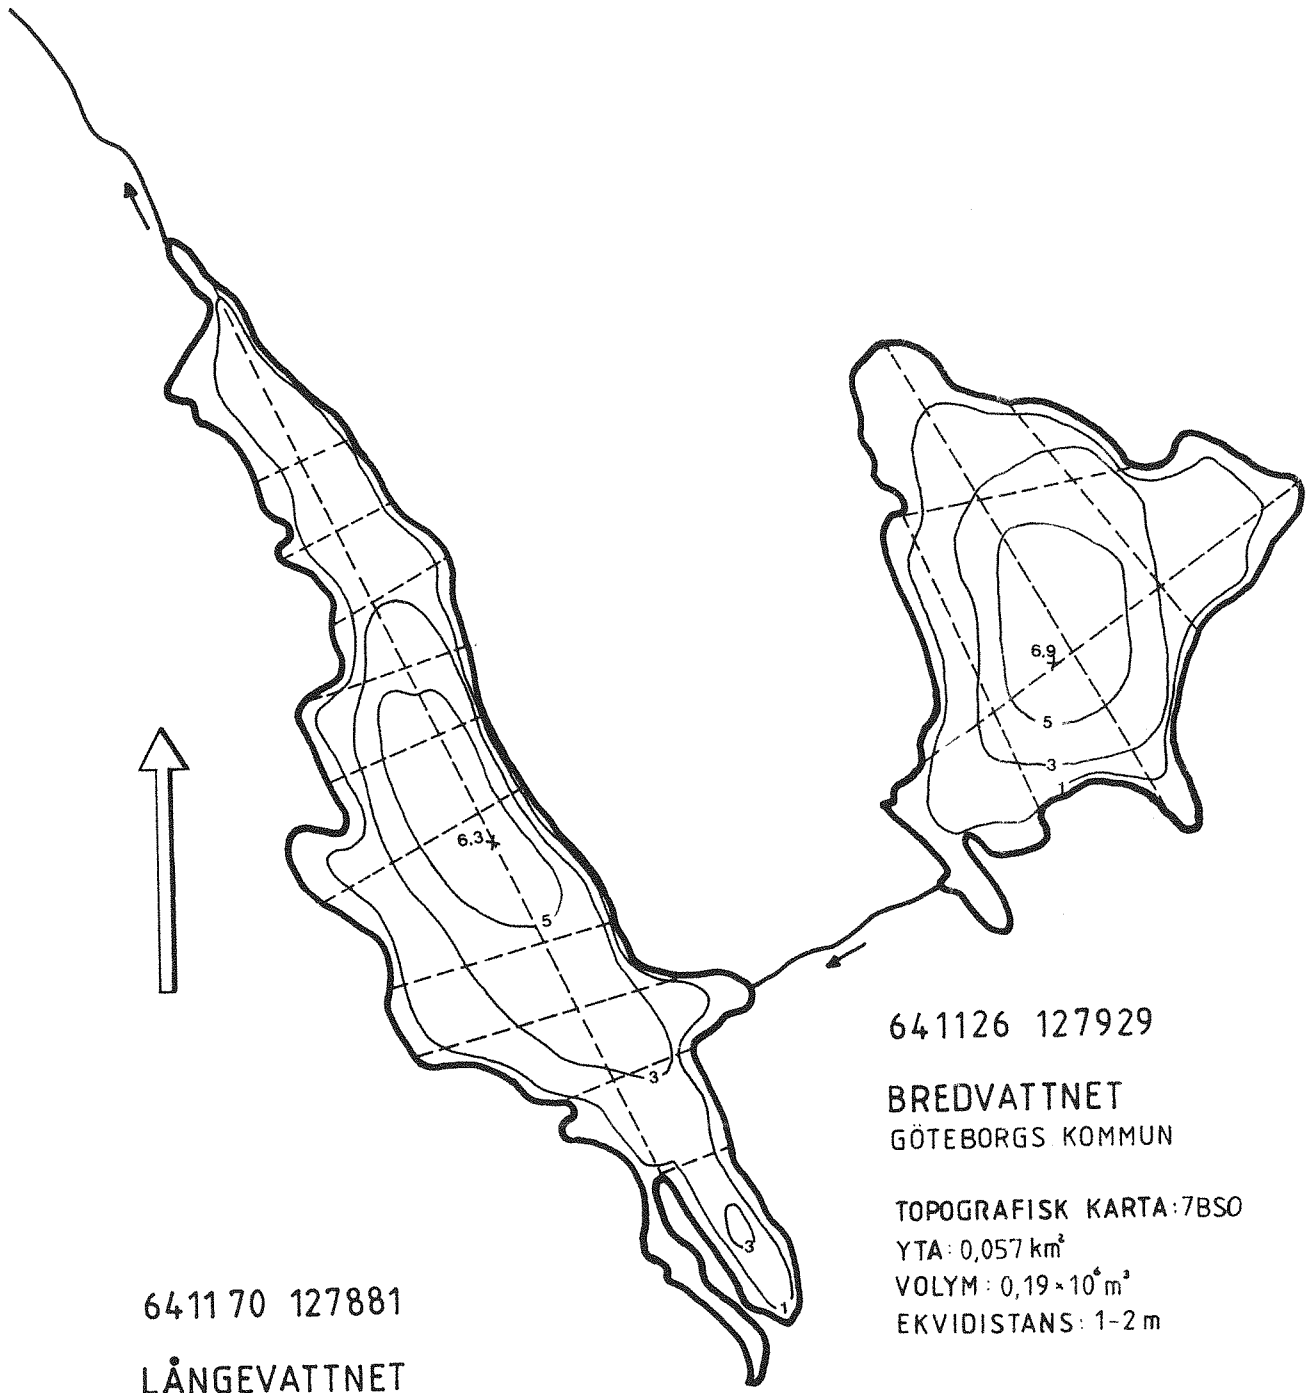 6.9
5
3
1
6.3
5
3
3
1
641126 127929
BREDVATTNET
GÖTEBORGS KOMMUN
TOPOGRAFISK KARTA: 7BSO
YTA: 0,057 km²
VOLYM: 0,19 × 10⁶ m³
EKVIDISTANS: 1-2 m
641170 127881
LÅNGEVATTNET